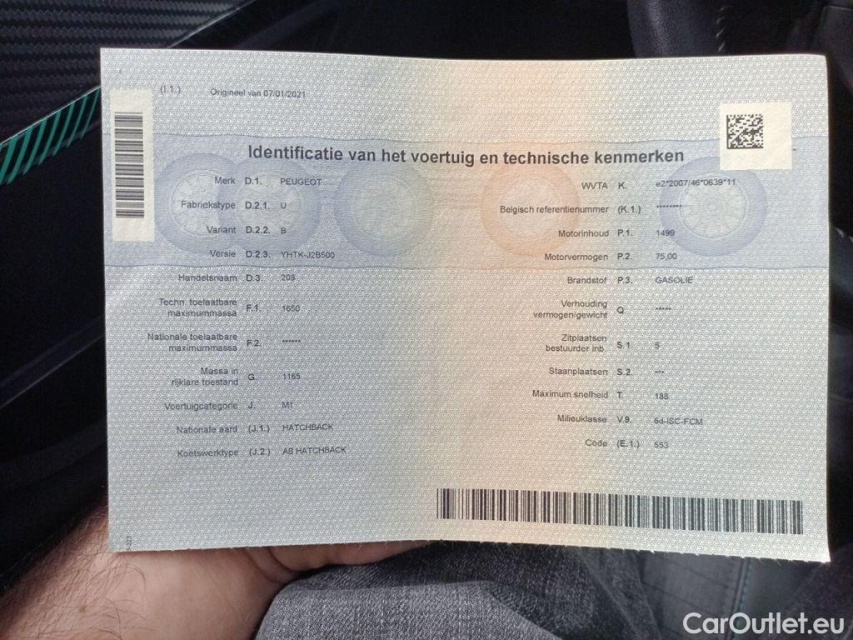 (I.1.) Origineel van 07/01/2021
Identificatie van het voertuig en technische kenmerken
Merk D.1. PEUGEOT
Fabriekstype D.2.1. U
Variant D.2.2. B
Versie D.2.3. YHTK-J2B500
Handelsnaam D.3. 208
Techn. toelaatbare
maximummassa F.1. 1650
Nationale toelaatbare
maximummassa F.2. ------
Massa in
rijklare toestand G. 1165
Voertuigcategorie J. M1
Nationale aard (J.1.) HATCHBACK
Koetswerktype (J.2.) AB HATCHBACK
WVTA K. e2*2007/46*0639*11
Belgisch referentienummer (K.1.) --------
Motorinhoud P.1. 1499
Motorvermogen P.2. 75,00
Brandstof P.3. GASOLIE
Verhouding
vermogen/gewicht Q. -----
Zitplaatsen
bestuurder inb. S.1. 5
Staanplaatsen S.2. ---
Maximum snelheid T. 188
Milieuklasse V.9. 6d-ISC-FCM
Code (E.1.) 553
CarOutlet.eu